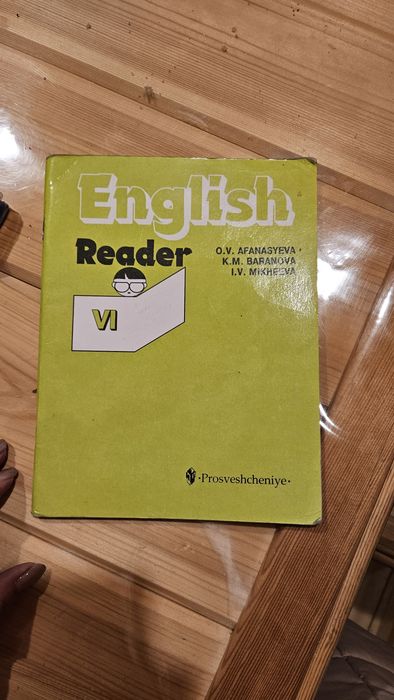 English
Reader
O.V. AFANASYEVA
K.M. BARANOVA
I.V. MIKHEEVA
VI
·Prosveshcheniye·